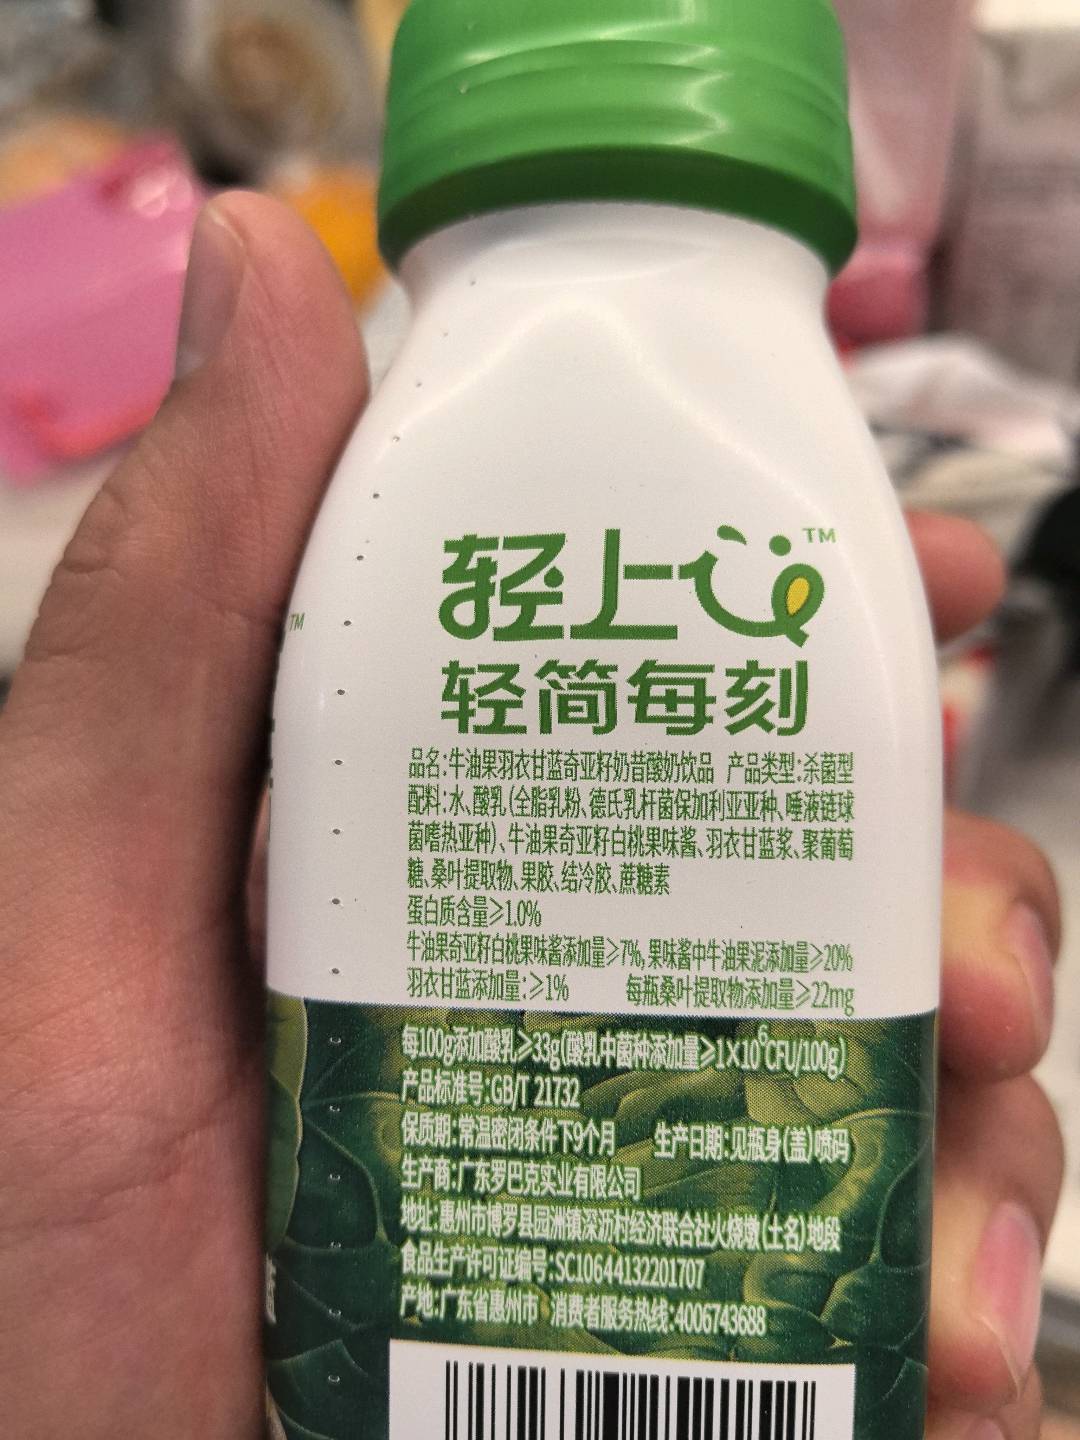 轻上 TM
TM
轻简每刻
品名:牛油果羽衣甘蓝奇亚籽奶昔酸奶饮品 产品类型:杀菌型
配料:水、酸乳(全脂乳粉、德氏乳杆菌保加利亚亚种、唾液链球
菌嗜热亚种)、牛油果奇亚籽白桃果味酱、羽衣甘蓝浆、聚葡萄
糖、桑叶提取物、果胶、结冷胶、蔗糖素
蛋白质含量≥1.0%
牛油果奇亚籽白桃果味酱添加量≥7%,果味酱中牛油果泥添加量≥20%
羽衣甘蓝添加量:≥1% 每瓶桑叶提取物添加量≥22mg
每100g添加酸乳≥33g(酸乳中菌种添加量≥1×10⁶CFU/100g)
产品标准号:GB/T 21732
保质期:常温密闭条件下9个月 生产日期:见瓶身(盖)喷码
生产商:广东罗巴克实业有限公司
地址:惠州市博罗县园洲镇深沥村经济联合社火烧墩(土名)地段
食品生产许可证编号:SC10644132201707
产地:广东省惠州市 消费者服务热线:4006743688